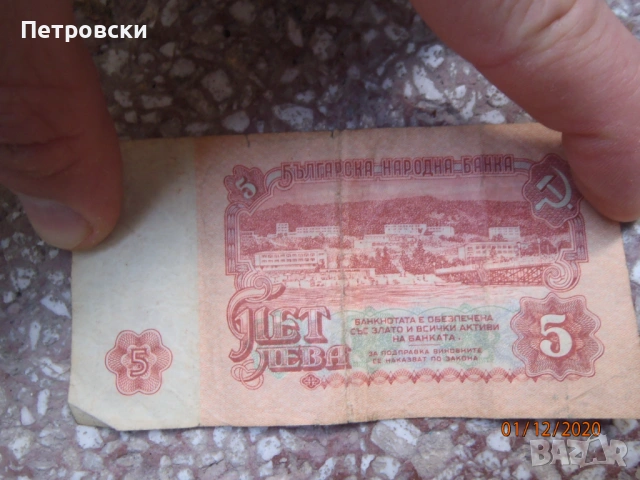 Петровски
5 БЪЛГАРСКА НАРОДНА БАНКА
ПЕТ
ЛЕВА
БАНКНОТАТА Е ОБЕЗПЕЧЕНА
СЪС ЗЛАТО И ВСИЧКИ АКТИВИ
НА БАНКАТА.
ЗА ПОДПРАВКА ВИНОВНИТЕ
СЕ НАКАЗВАТ ПО ЗАКОНА
5
5
01/12/2020
BAZAR